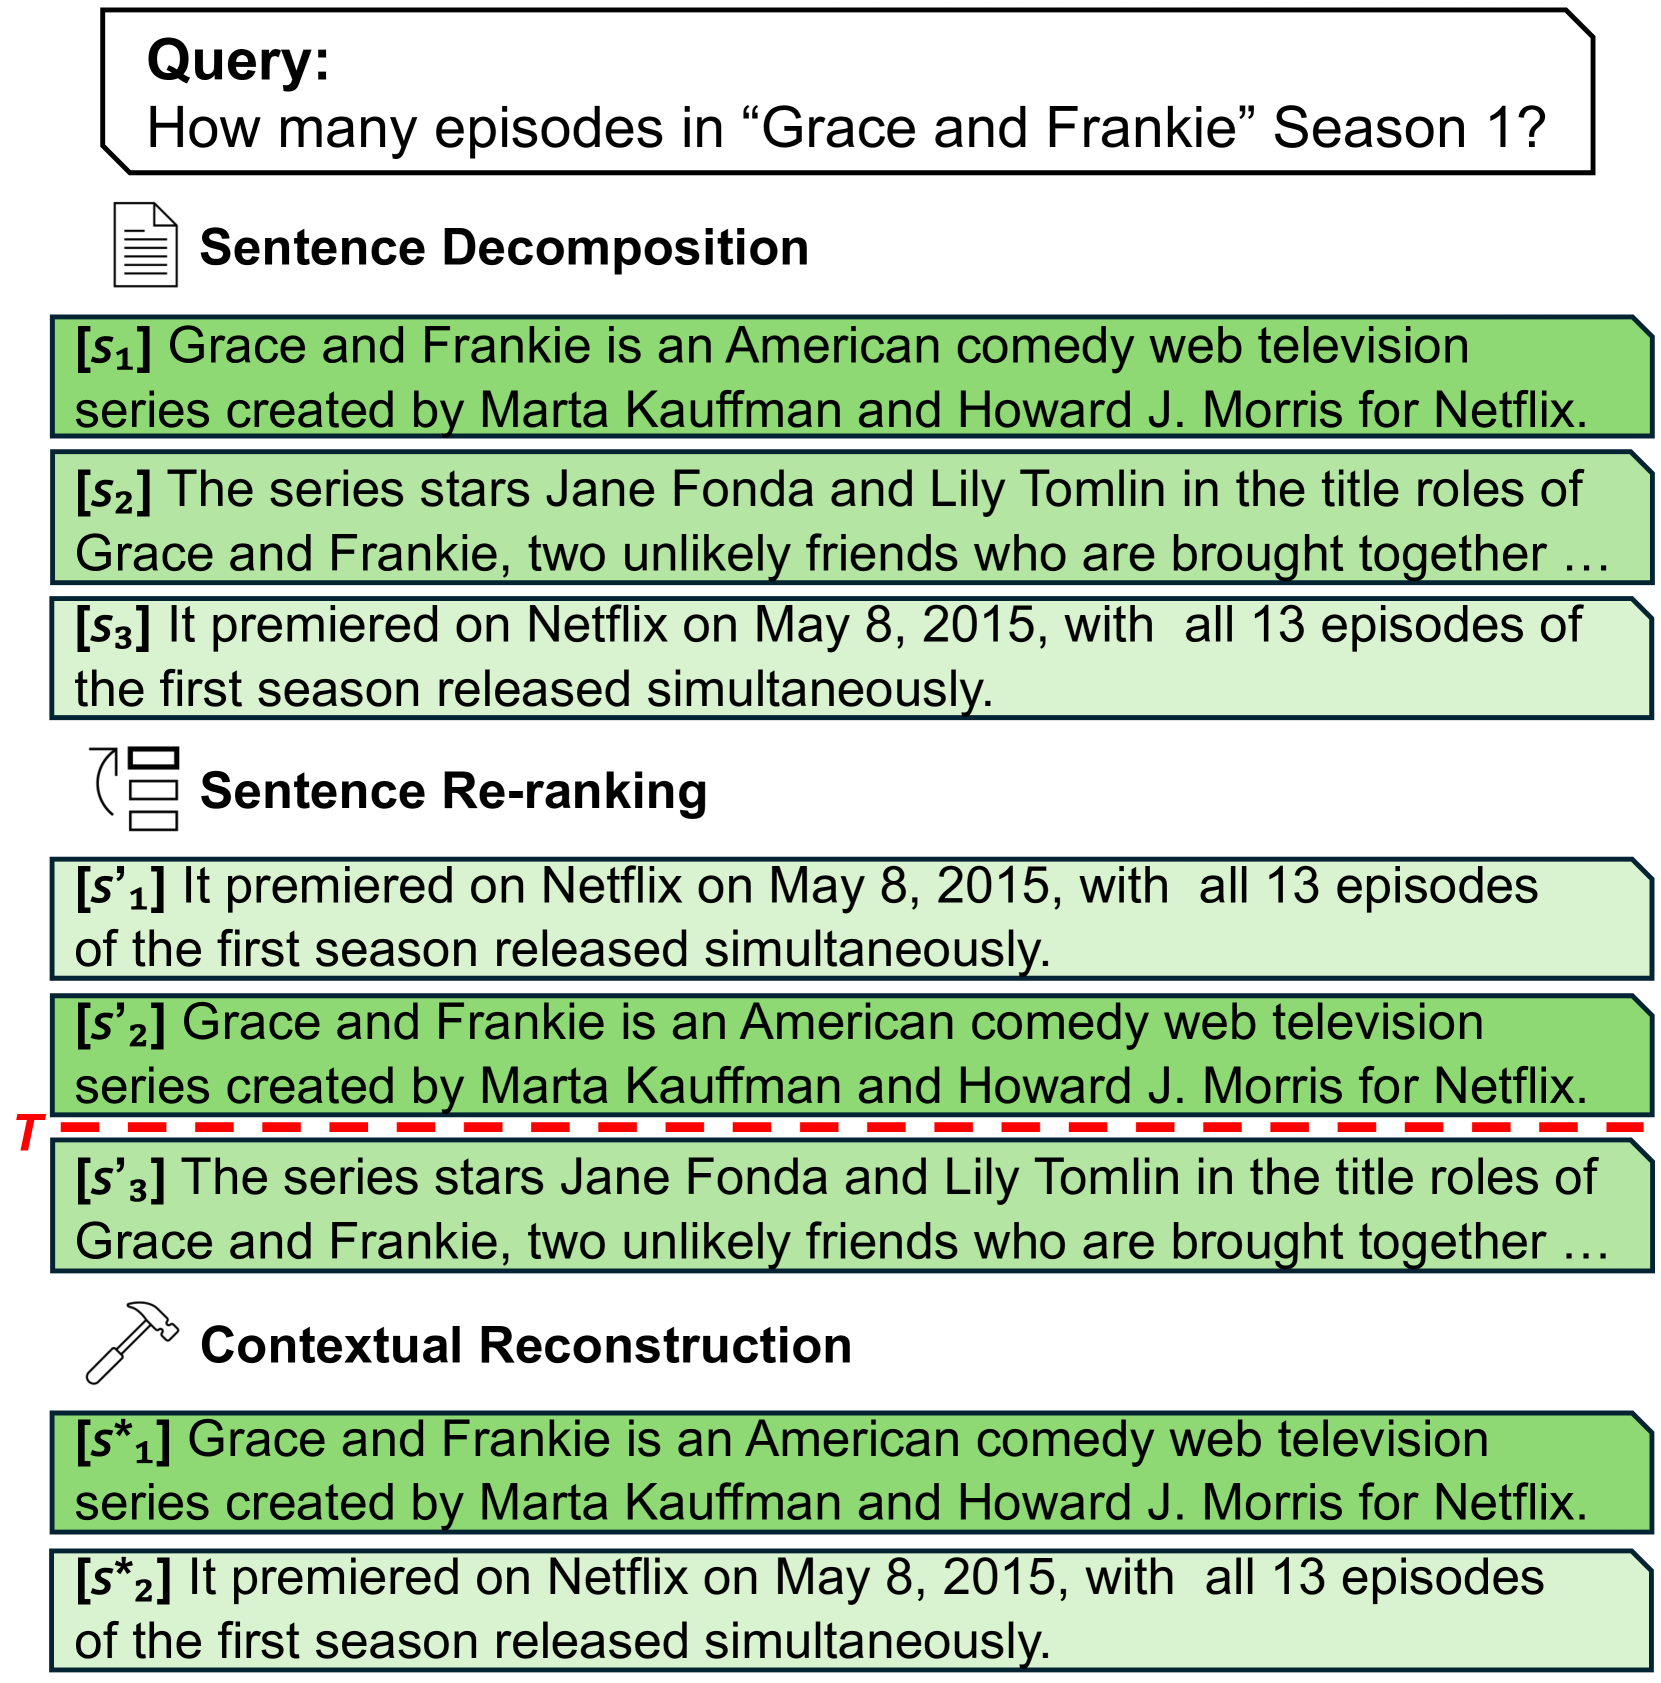 Query:
How many episodes in “Grace and Frankie” Season 1?
Sentence Decomposition
[s₁] Grace and Frankie is an American comedy web television
series created by Marta Kauffman and Howard J. Morris for Netflix.
[s₂] The series stars Jane Fonda and Lily Tomlin in the title roles of
Grace and Frankie, two unlikely friends who are brought together …
[s₃] It premiered on Netflix on May 8, 2015, with all 13 episodes of
the first season released simultaneously.
Sentence Re-ranking
[s’₁] It premiered on Netflix on May 8, 2015, with all 13 episodes
of the first season released simultaneously.
[s’₂] Grace and Frankie is an American comedy web television
series created by Marta Kauffman and Howard J. Morris for Netflix.
T
[s’₃] The series stars Jane Fonda and Lily Tomlin in the title roles of
Grace and Frankie, two unlikely friends who are brought together …
Contextual Reconstruction
[s*₁] Grace and Frankie is an American comedy web television
series created by Marta Kauffman and Howard J. Morris for Netflix.
[s*₂] It premiered on Netflix on May 8, 2015, with all 13 episodes
of the first season released simultaneously.